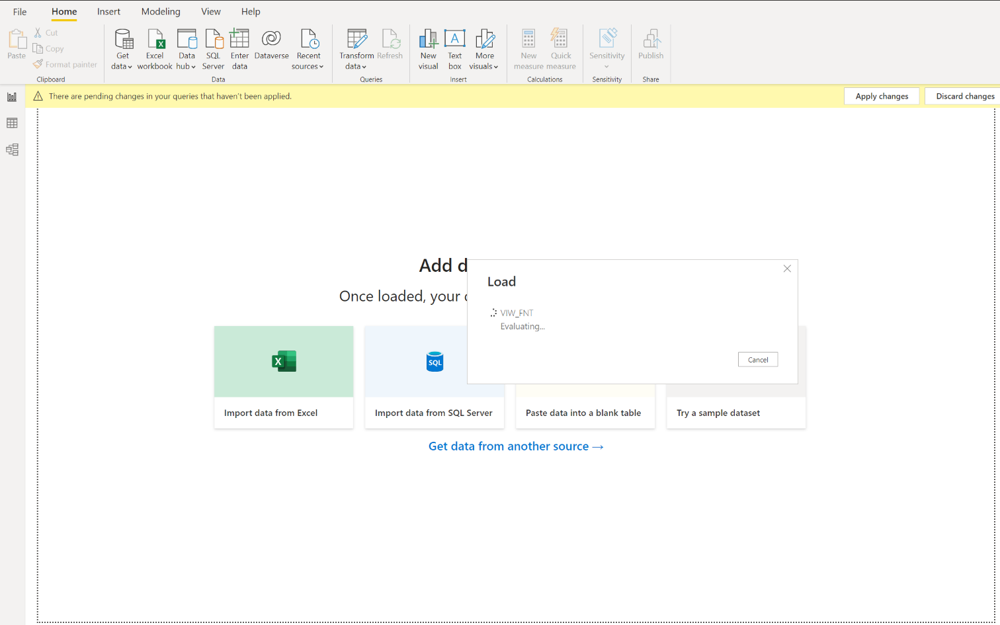 File Home Insert Modeling View Help
Paste
Cut
Copy
Format painter
Clipboard
Get data
Excel workbook
Data hub
SQL Server
Enter data
Dataverse
Recent sources
Data
Transform data
Refresh
Queries
New visual
A
Text box
More visuals
Insert
New measure
Quick measure
Calculations
Sensitivity
Sensitivity
Publish
Share
There are pending changes in your queries that haven't been applied.
Apply changes
Discard changes
Add d
Once loaded, your
Load
VIW_FNT
Evaluating...
Cancel
X
SQL
Import data from Excel
Import data from SQL Server
Paste data into a blank table
Try a sample dataset
Get data from another source →